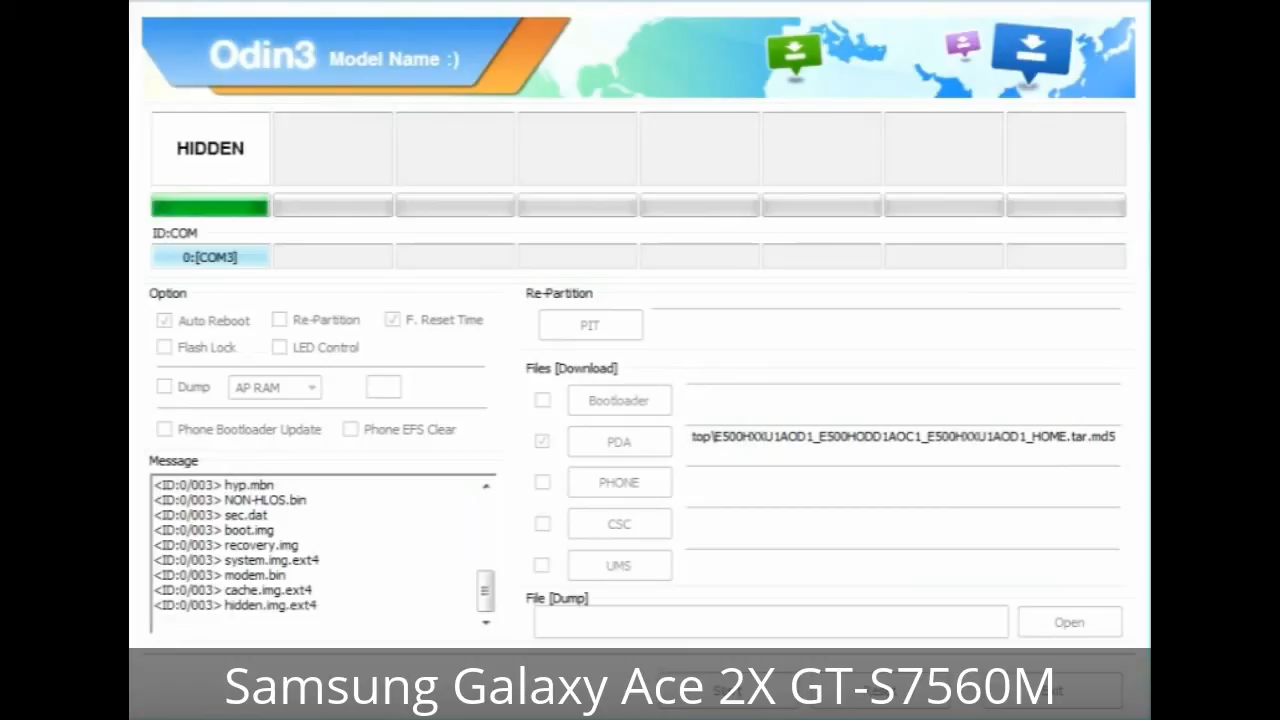 Odin3 Model Name :)
HIDDEN
ID:COM
0:[COM3]
Option
Auto Reboot Re-Partition F. Reset Time
Flash Lock LED Control
Dump AP RAM
Phone Bootloader Update Phone EFS Clear
Message
<ID:0/003> hyp.mbn
<ID:0/003> NON-HLOS.bin
<ID:0/003> sec.dat
<ID:0/003> boot.img
<ID:0/003> recovery.img
<ID:0/003> system.img.ext4
<ID:0/003> modem.bin
<ID:0/003> cache.img.ext4
<ID:0/003> hidden.img.ext4
Re-Partition
PIT
Files [Download]
Bootloader
PDA top\E500HXXU1AOD1_E500HODD1AOC1_E500HXXU1AOD1_HOME.tar.md5
PHONE
CSC
UMS
File [Dump]
Open
Samsung Galaxy Ace 2X GT-S7560M